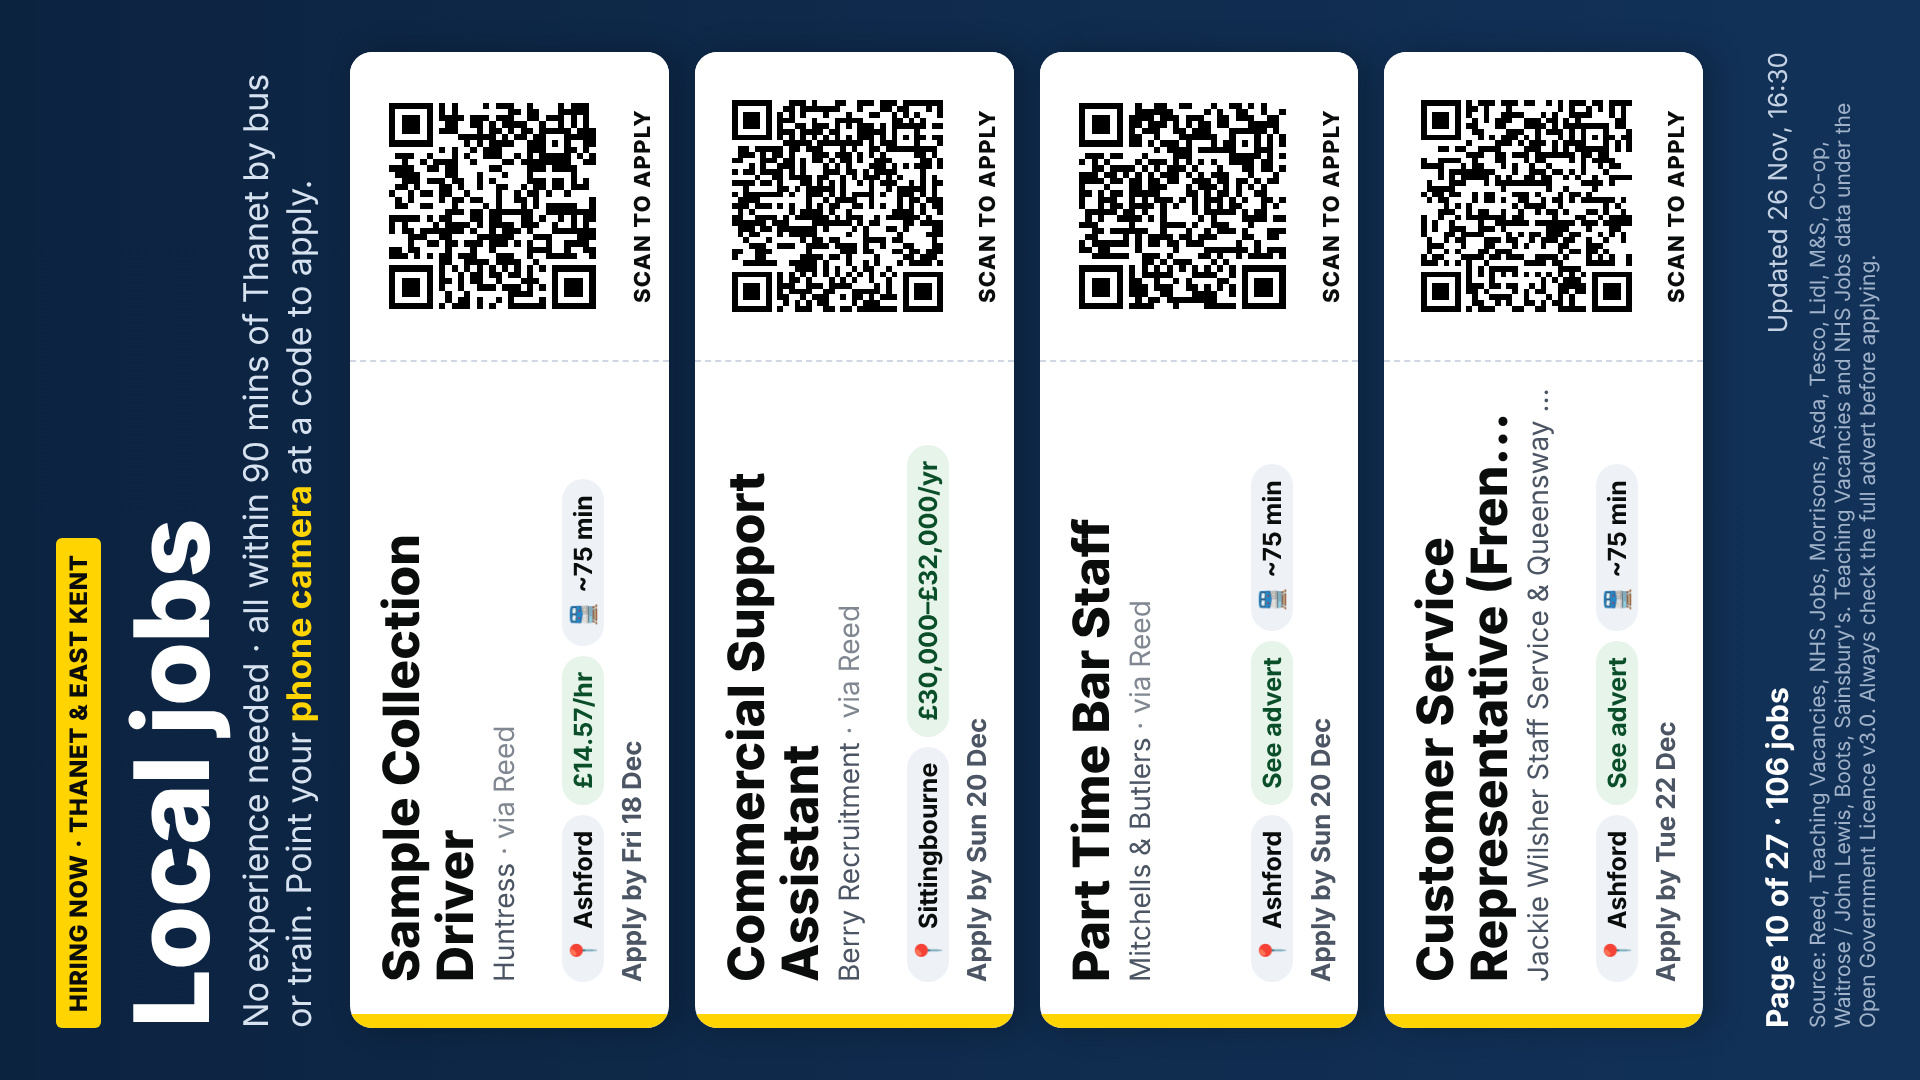 HIRING NOW · THANET & EAST KENT
Local jobs
No experience needed · all within 90 mins of Thanet by bus
or train. Point your phone camera at a code to apply.
Sample Collection
Driver
Huntress · via Reed
📍 Ashford £14.57/hr 🚆 ~75 min
Apply by Fri 18 Dec
SCAN TO APPLY
Commercial Support
Assistant
Berry Recruitment · via Reed
📍 Sittingbourne £30,000–£32,000/yr
Apply by Sun 20 Dec
SCAN TO APPLY
Part Time Bar Staff
Mitchells & Butlers · via Reed
📍 Ashford See advert 🚆 ~75 min
Apply by Sun 20 Dec
SCAN TO APPLY
Customer Service
Representative (Fren…
Jackie Wilsher Staff Service & Queensway …
📍 Ashford See advert 🚆 ~75 min
Apply by Tue 22 Dec
SCAN TO APPLY
Page 10 of 27 · 106 jobs
Updated 26 Nov, 16:30
Source: Reed, Teaching Vacancies, NHS Jobs, Morrisons, Asda, Tesco, Lidl, M&S, Co-op,
Waitrose / John Lewis, Boots, Sainsbury's. Teaching Vacancies and NHS Jobs data under the
Open Government Licence v3.0. Always check the full advert before applying.